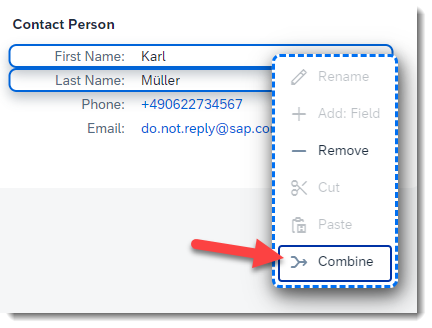 Contact Person
First Name: Karl
Last Name: Müller
Phone: +490622734567
Email: do.not.reply@sap.co
Rename
Add: Field
Remove
Cut
Paste
Combine